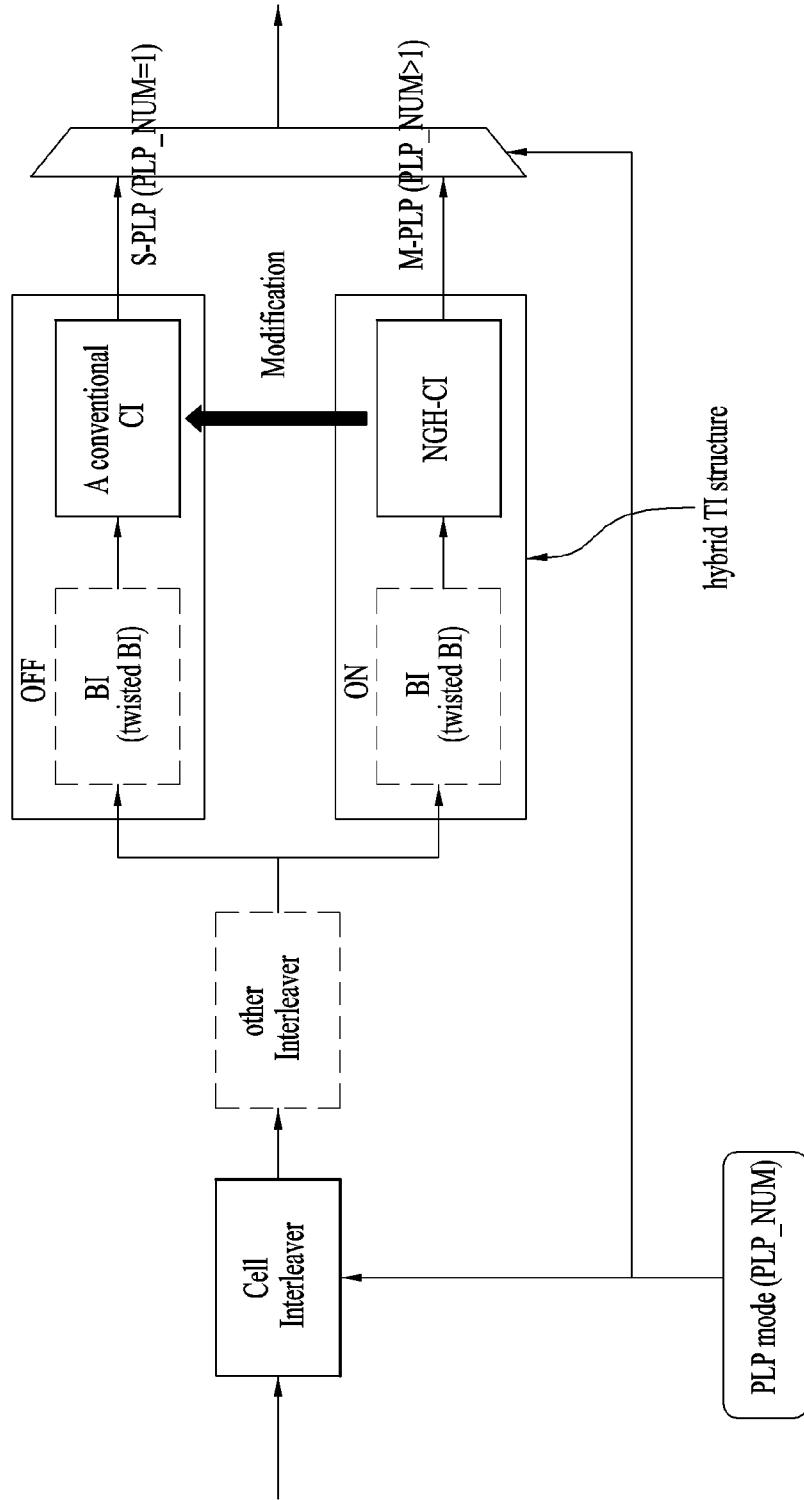 Cell
Interleaver
other
Interleaver
OFF
BI
(twisted BI)
A conventional
CI
S-PLP (PLP_NUM=1)
Modification
ON
BI
(twisted BI)
NGH-CI
M-PLP (PLP_NUM>1)
hybrid TI structure
PLP mode (PLP_NUM)